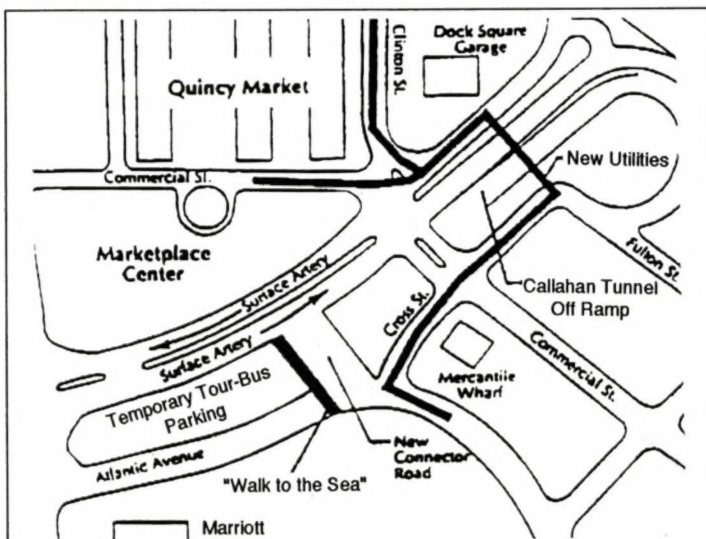 Clinton St.
Dock Square
Garage
Quincy Market
New Utilities
Commercial St.
Marketplace
Center
Surface Artery
Fulton St.
Callahan Tunnel
Off Ramp
Cross St.
Surface Artery
Commercial St.
Mercantile
Wharf
Temporary Tour-Bus
Parking
New
Connector
Road
Atlantic Avenue
"Walk to the Sea"
Marriott